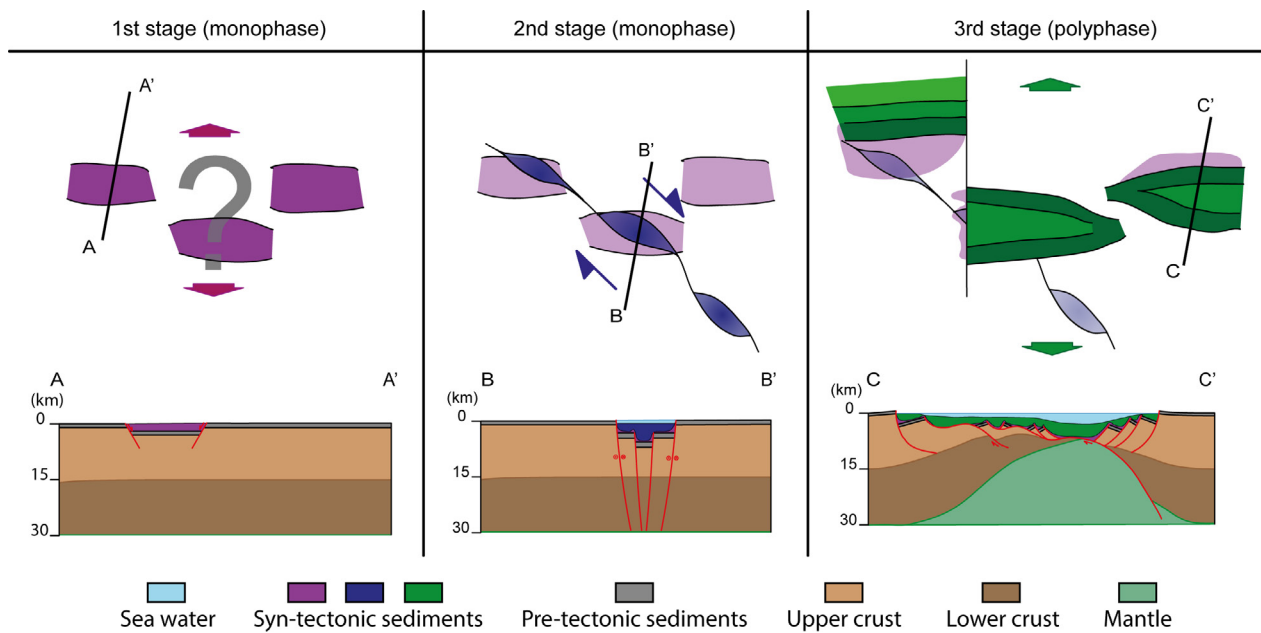 1st stage (monophase)
2nd stage (monophase)
3rd stage (polyphase)
A'
?
A
B'
B
C'
C
A
A'
(km)
0
15
30
B
B'
(km)
0
15
30
C
C'
(km)
0
15
30
Sea water
Syn-tectonic sediments
Pre-tectonic sediments
Upper crust
Lower crust
Mantle